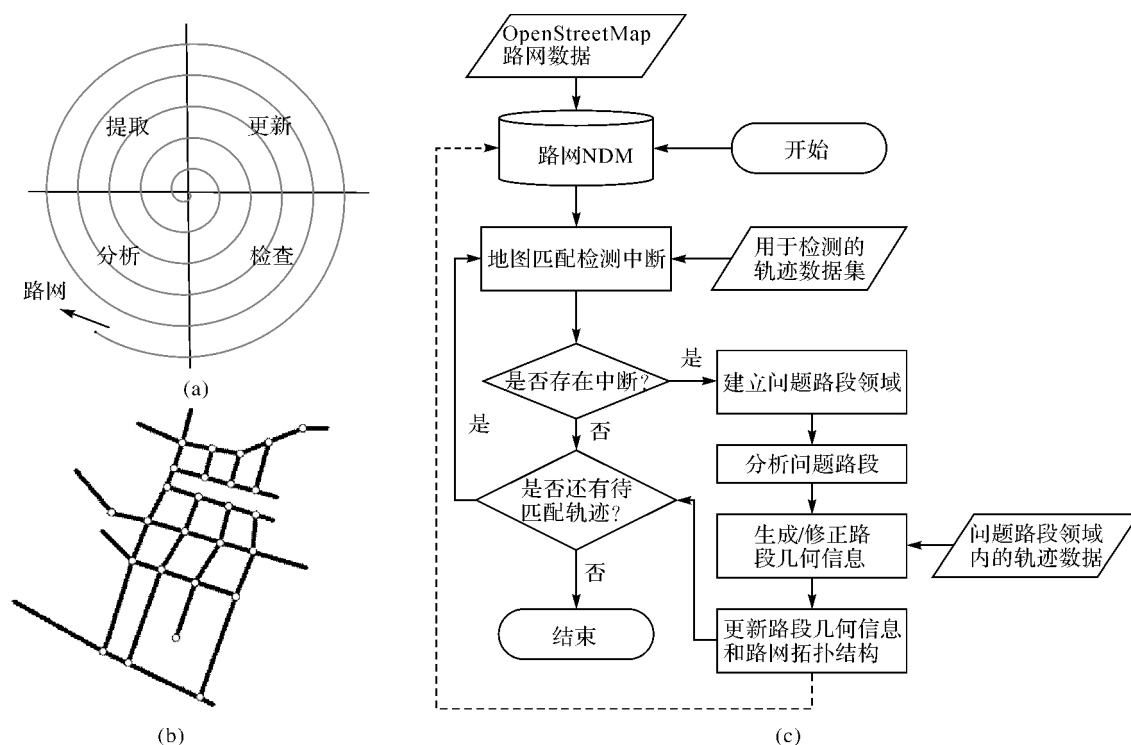 提取
更新
分析
检查
路网
(a)
(b)
OpenStreetMap
路网数据
路网NDM
开始
地图匹配检测中断
用于检测的
轨迹数据集
是否存在中断?
是
建立问题路段领域
否
是
分析问题路段
是否还有待
匹配轨迹?
生成/修正路
段几何信息
问题路段领域
内的轨迹数据
否
结束
更新路段几何信息
和路网拓扑结构
(c)